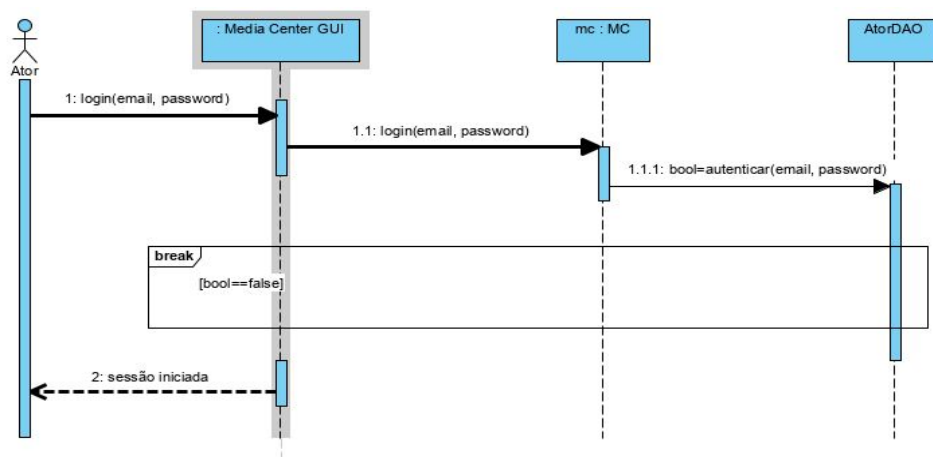 : Media Center GUI
mc : MC
AtorDAO
Ator
1: login(email, password)
1.1: login(email, password)
1.1.1: bool=autenticar(email, password)
break
[bool==false]
2: sessão iniciada